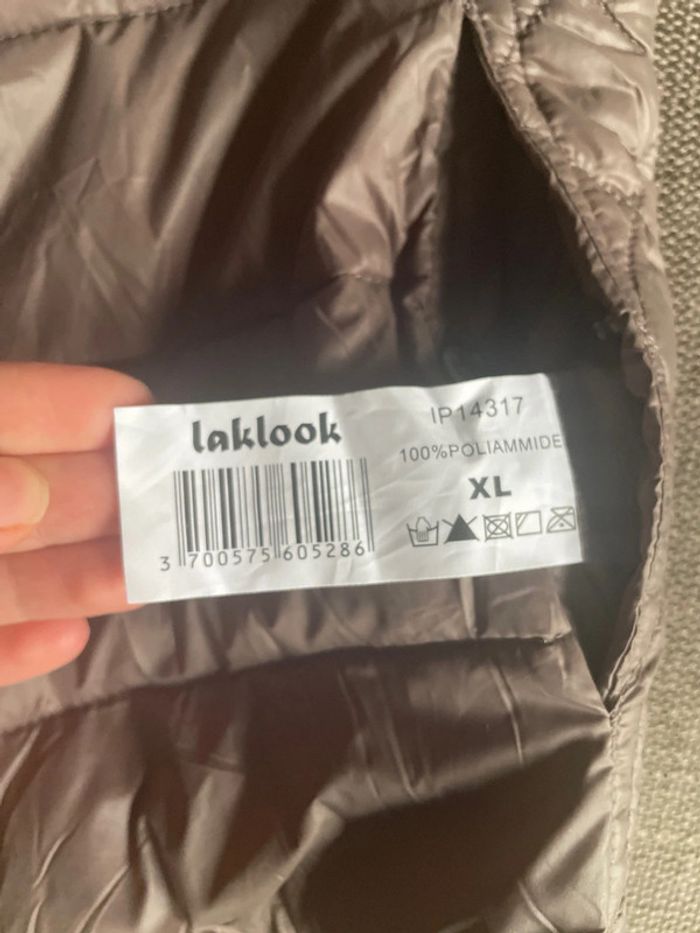 laklook
3 700575 605286
IP14317
100%POLIAMMIDE
XL